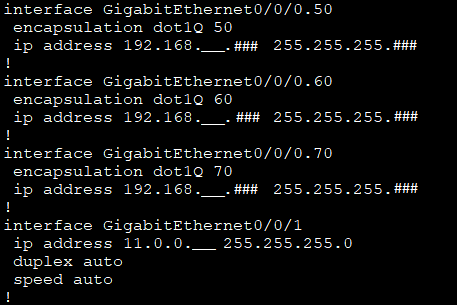 interface GigabitEthernet0/0/0.50
encapsulation dot1Q 50
ip address 192.168.___.### 255.255.255.###
!
interface GigabitEthernet0/0/0.60
encapsulation dot1Q 60
ip address 192.168.___.### 255.255.255.###
!
interface GigabitEthernet0/0/0.70
encapsulation dot1Q 70
ip address 192.168.___.### 255.255.255.###
!
interface GigabitEthernet0/0/1
ip address 11.0.0.___ 255.255.255.0
duplex auto
speed auto
!